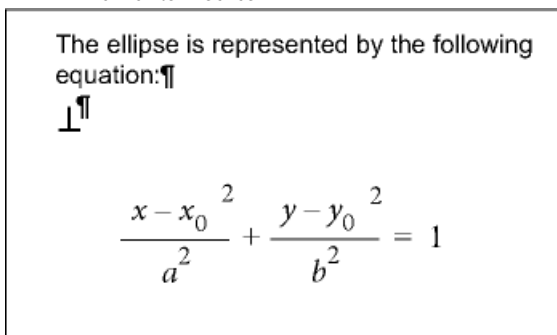 The ellipse is represented by the following
equation:¶
⊥¶
x − x₀ ² / a² + y − y₀ ² / b² = 1